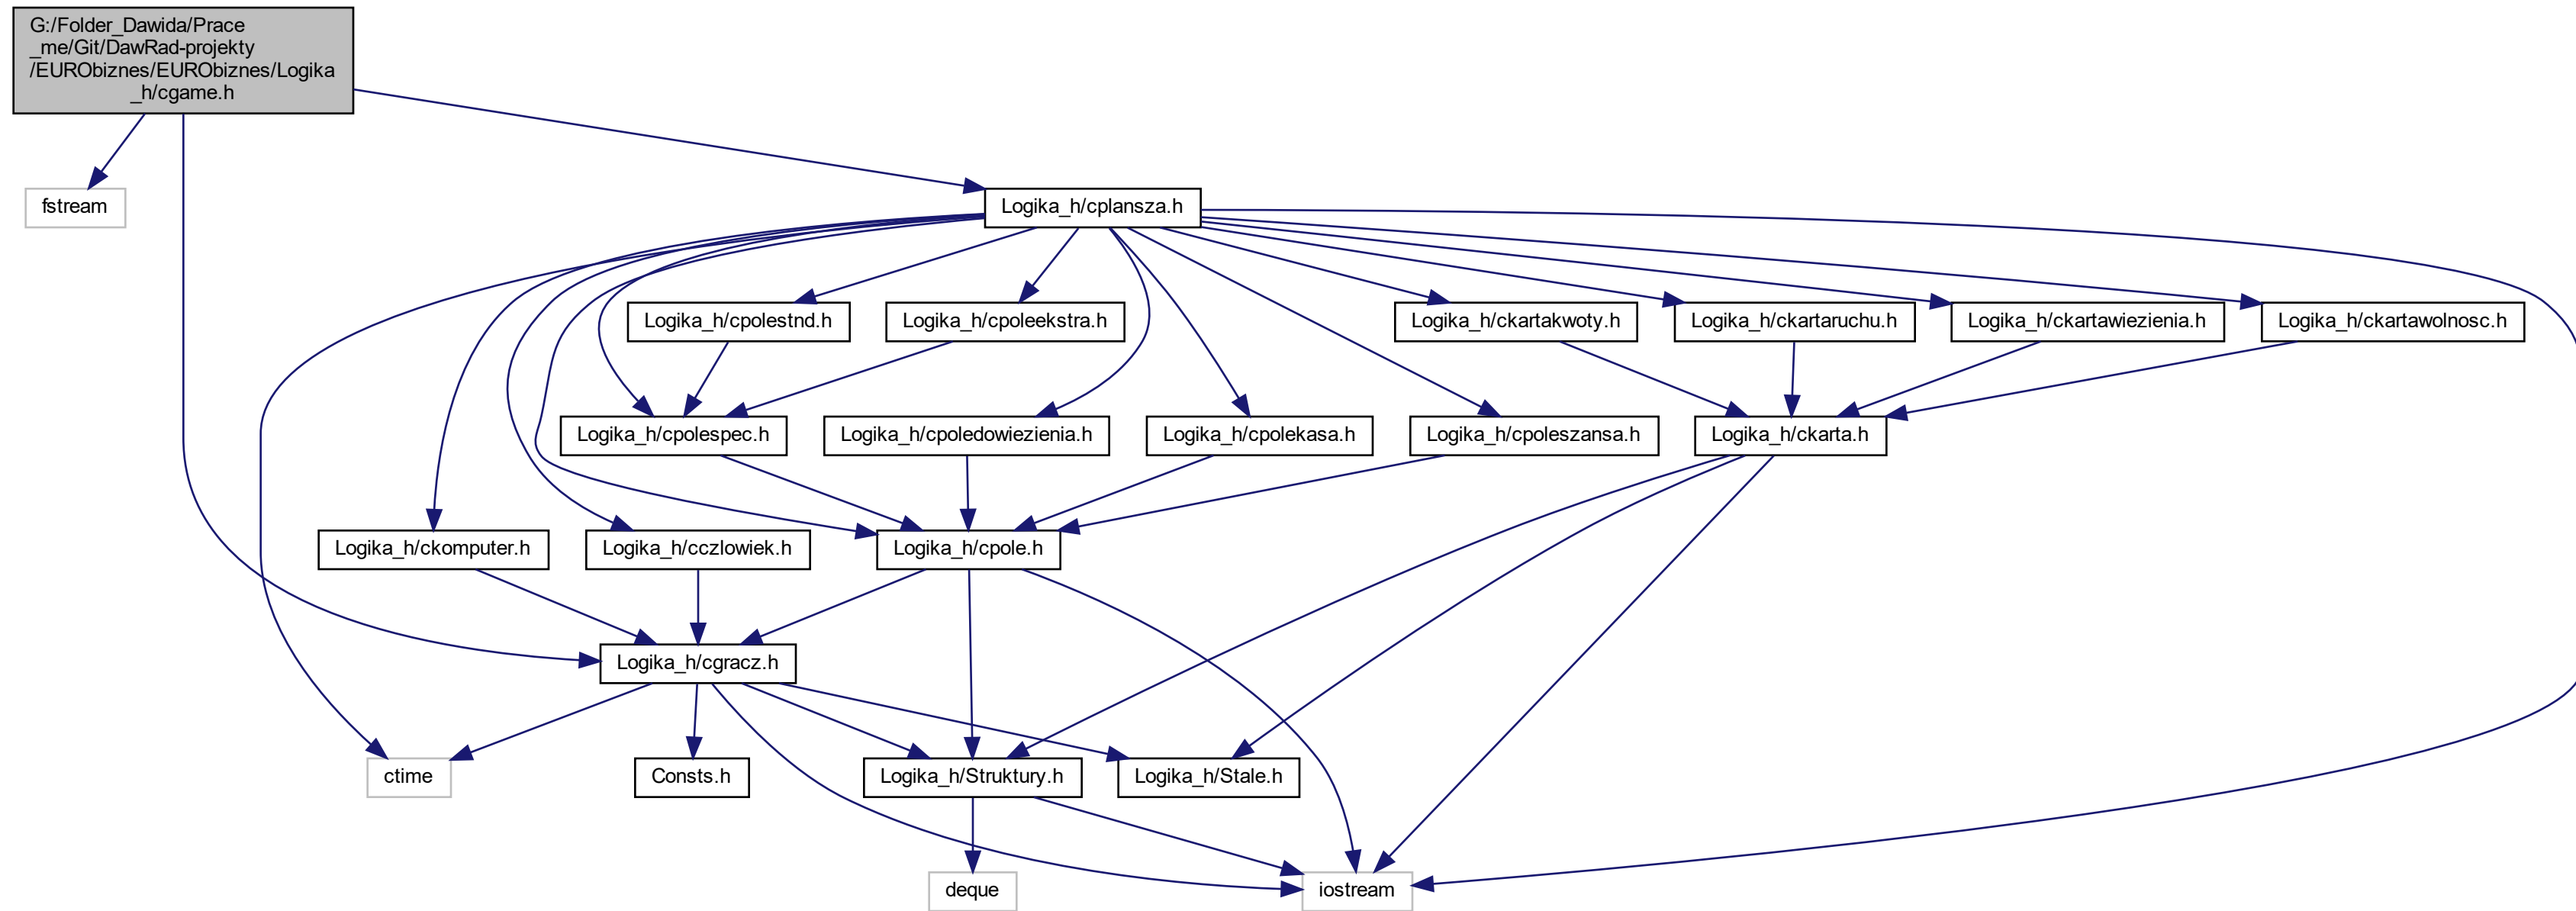 G:/Folder_Dawida/Prace
_me/Git/DawRad-projekty
/EURObiznes/EURObiznes/Logika
_h/cgame.h
fstream
Logika_h/cplansza.h
Logika_h/cpolestnd.h
Logika_h/cpoleekstra.h
Logika_h/ckartakwoty.h
Logika_h/ckartaruchu.h
Logika_h/ckartawiezienia.h
Logika_h/ckartawolnosc.h
Logika_h/cpolespec.h
Logika_h/cpoledowiezienia.h
Logika_h/cpolekasa.h
Logika_h/cpoleszansa.h
Logika_h/ckarta.h
Logika_h/ckomputer.h
Logika_h/cczlowiek.h
Logika_h/cpole.h
Logika_h/cgracz.h
ctime
Consts.h
Logika_h/Struktury.h
Logika_h/Stale.h
deque
iostream